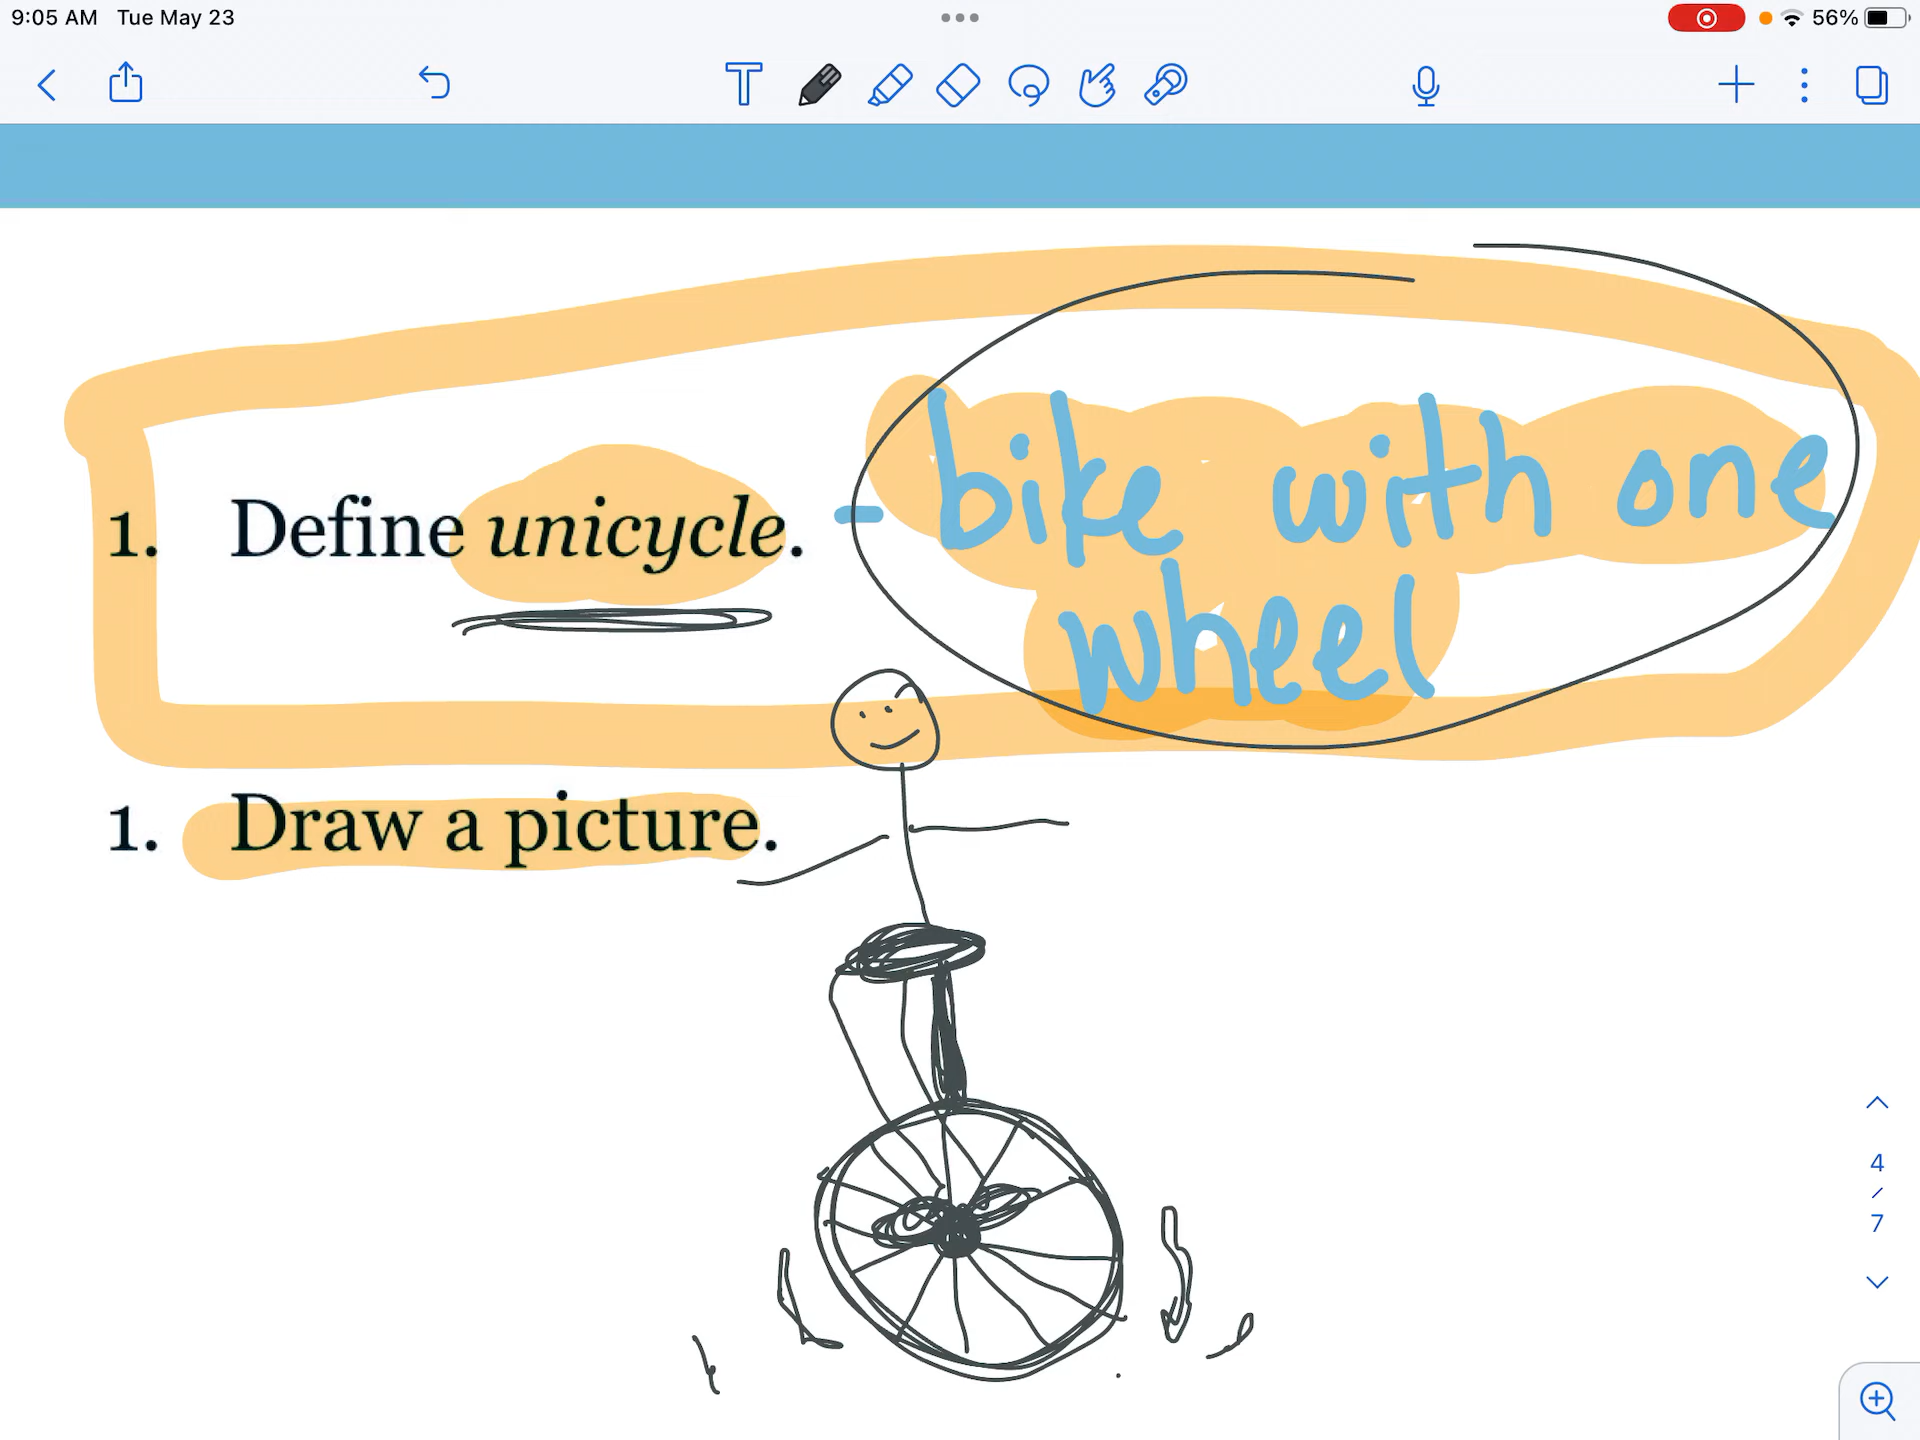 9:05 AM Tue May 23
56%
T
1. Define unicycle. - bike with one
wheel
1. Draw a picture.
4
/
7